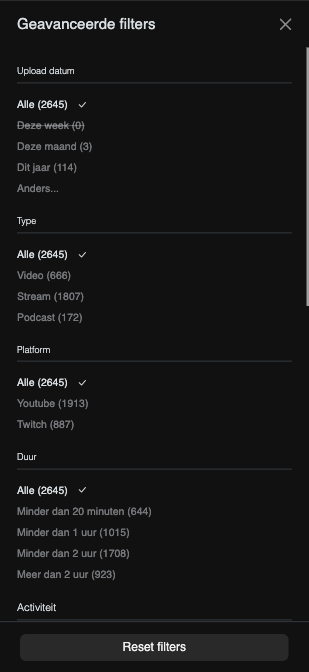 Geavanceerde filters
Upload datum
Alle (2645)
Deze week (0)
Deze maand (3)
Dit jaar (114)
Anders...
Type
Alle (2645)
Video (666)
Stream (1807)
Podcast (172)
Platform
Alle (2645)
Youtube (1913)
Twitch (887)
Duur
Alle (2645)
Minder dan 20 minuten (644)
Minder dan 1 uur (1015)
Minder dan 2 uur (1708)
Meer dan 2 uur (923)
Activiteit
Reset filters